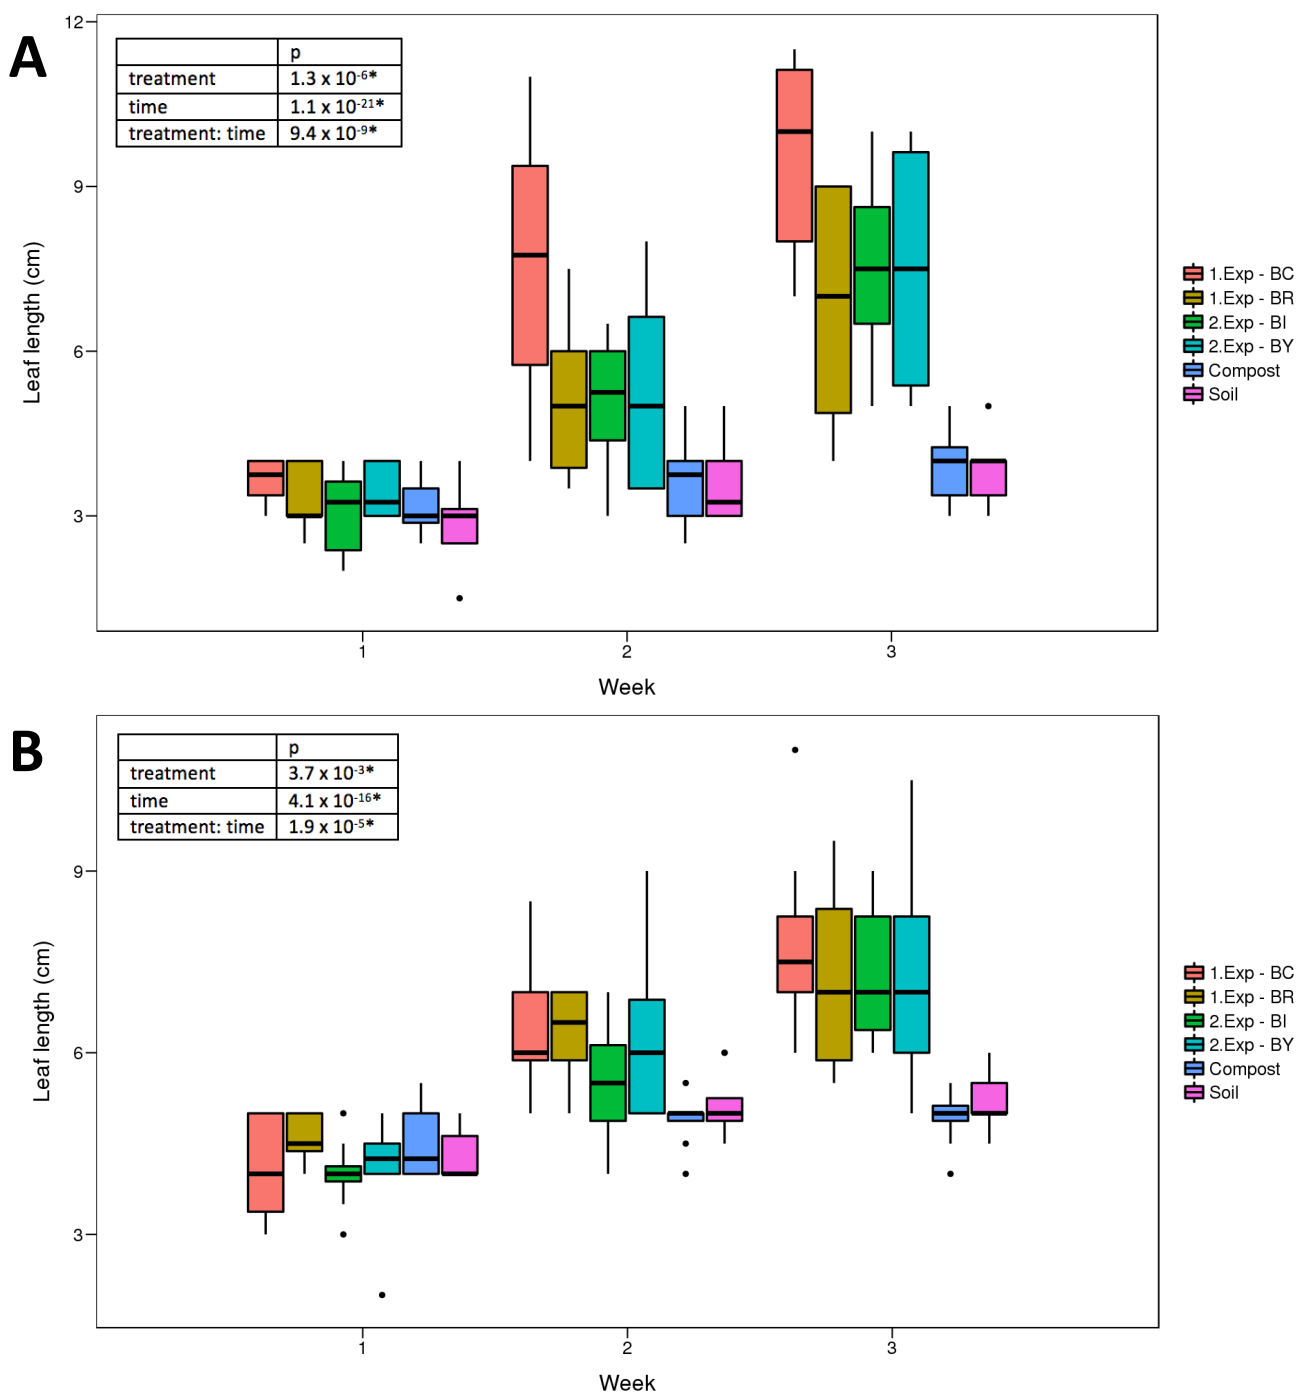 A
p
treatment 1.3 x 10-6*
time 1.1 x 10-21*
treatment: time 9.4 x 10-9*
12
9
6
3
Leaf length (cm)
1 2 3
Week
1.Exp - BC
1.Exp - BR
2.Exp - BI
2.Exp - BY
Compost
Soil
B
p
treatment 3.7 x 10-3*
time 4.1 x 10-16*
treatment: time 1.9 x 10-5*
9
6
3
Leaf length (cm)
1 2 3
Week
1.Exp - BC
1.Exp - BR
2.Exp - BI
2.Exp - BY
Compost
Soil